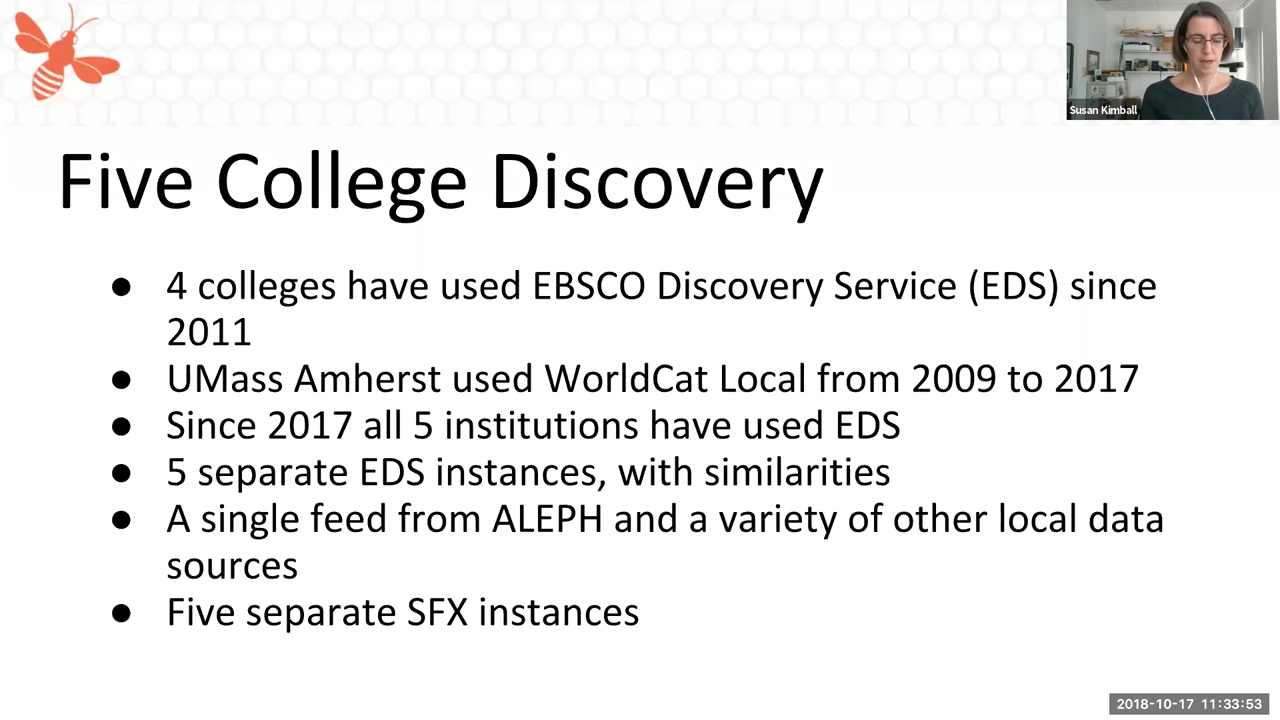 Susan Kimball
Five College Discovery
● 4 colleges have used EBSCO Discovery Service (EDS) since
2011
● UMass Amherst used WorldCat Local from 2009 to 2017
● Since 2017 all 5 institutions have used EDS
● 5 separate EDS instances, with similarities
● A single feed from ALEPH and a variety of other local data
sources
● Five separate SFX instances
2018-10-17 11:33:53